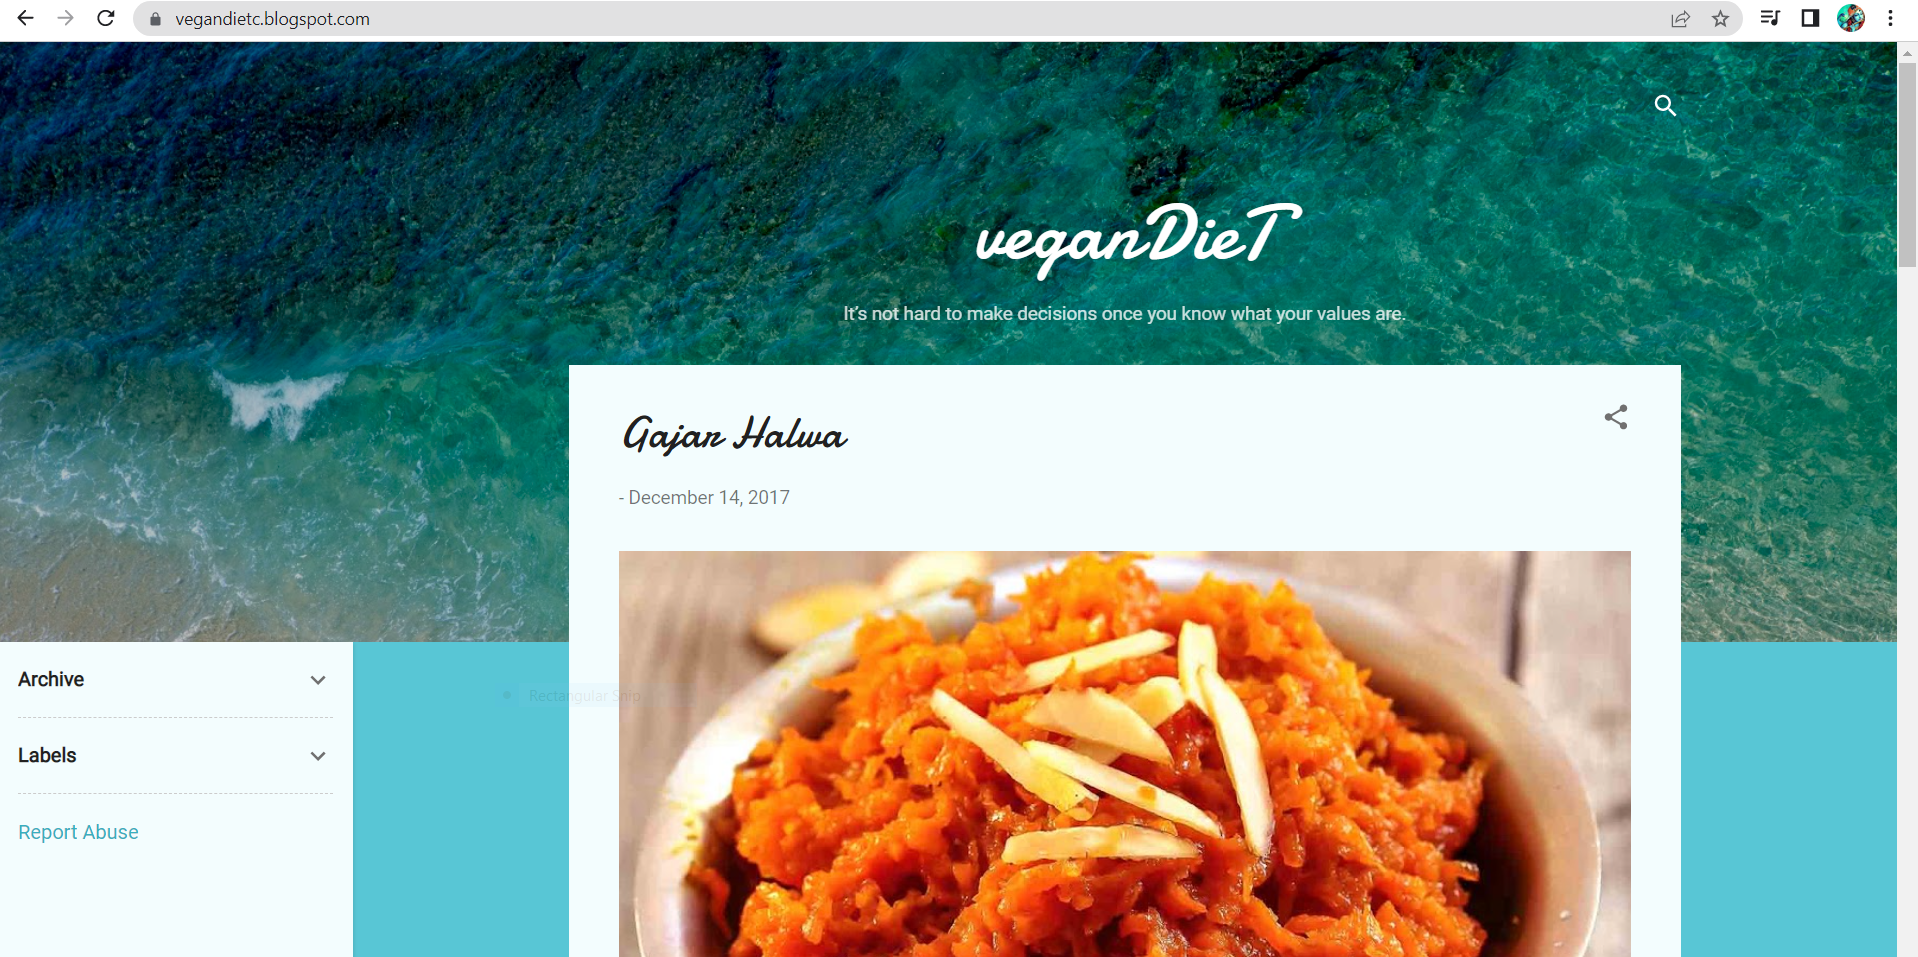 vegandietc.blogspot.com
veganDieT
It's not hard to make decisions once you know what your values are.
Gajar Halwa
- December 14, 2017
Archive
Rectangular Snip
Labels
Report Abuse